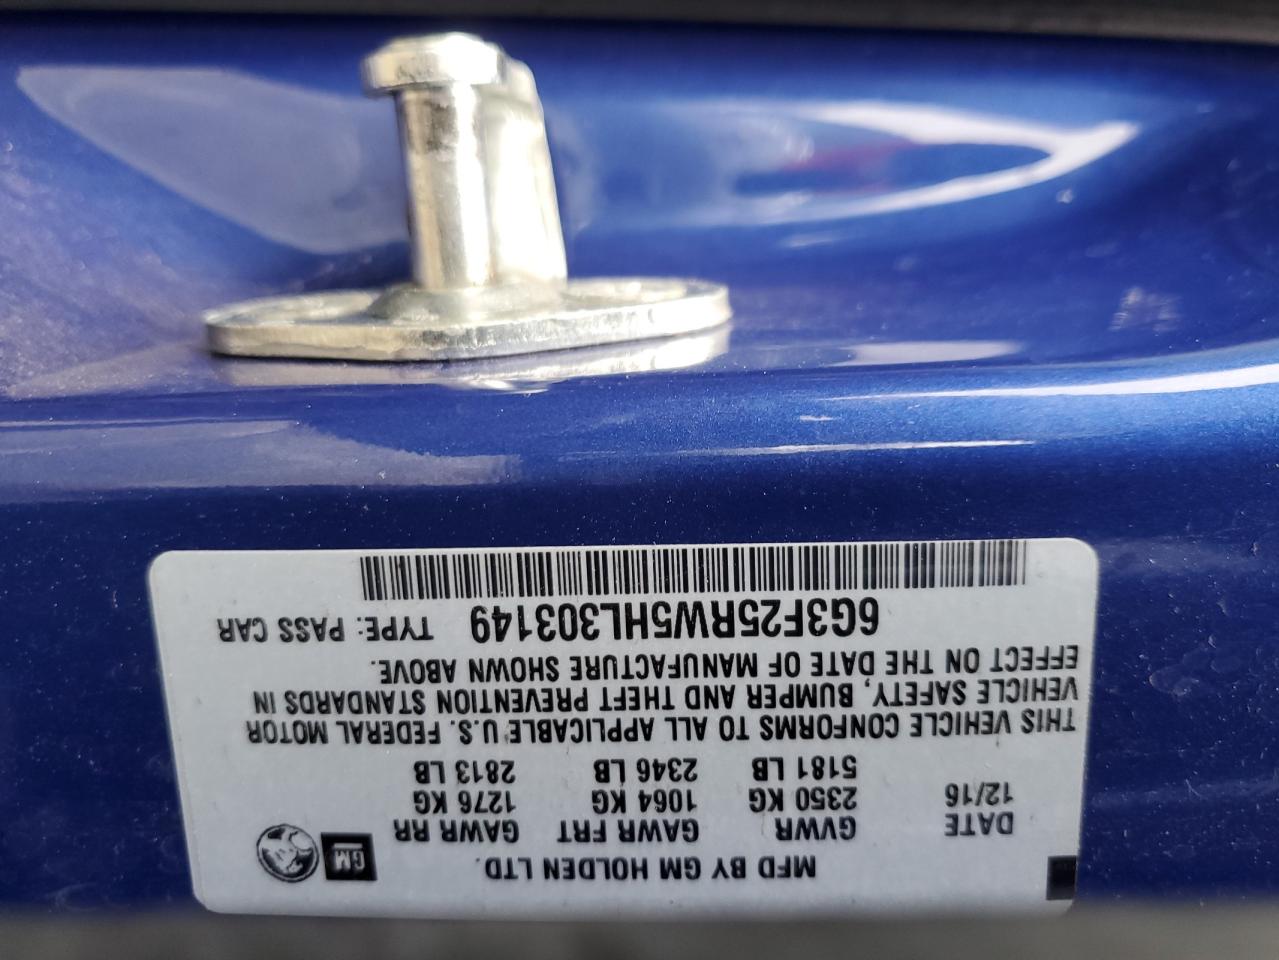 MFD BY GM HOLDEN LTD.
GM
DATE GVWR GAWR FRT GAWR RR
12/16 2350 KG 1064 KG 1276 KG
5181 LB 2346 LB 2813 LB
THIS VEHICLE CONFORMS TO ALL APPLICABLE U.S. FEDERAL MOTOR
VEHICLE SAFETY, BUMPER AND THEFT PREVENTION STANDARDS IN
EFFECT ON THE DATE OF MANUFACTURE SHOWN ABOVE.
6G3F25RW5HL303149 TYPE: PASS CAR